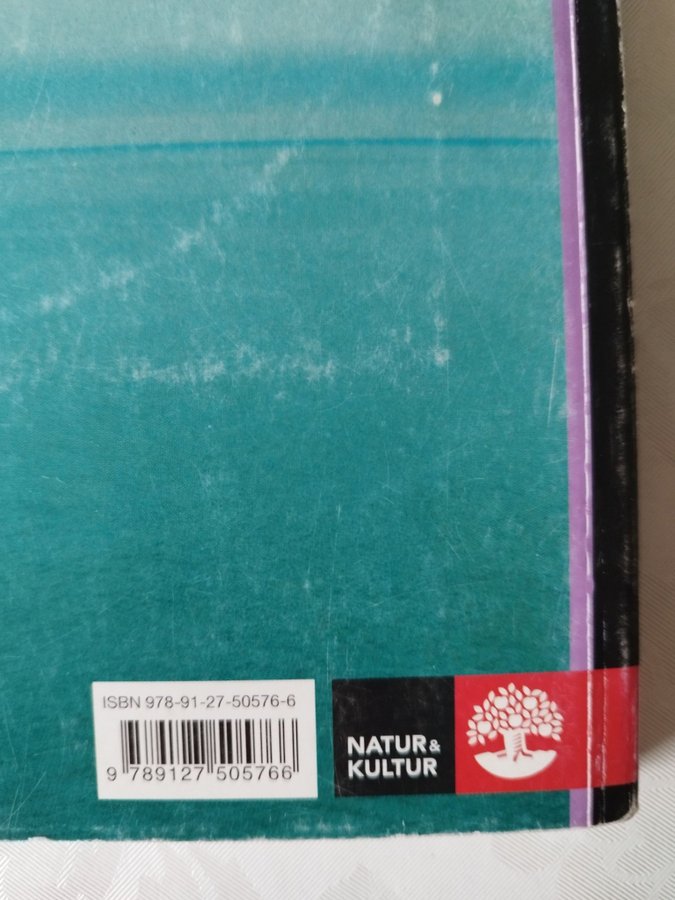 ISBN 978-91-27-50576-6
9 789127 505766
NATUR &
KULTUR